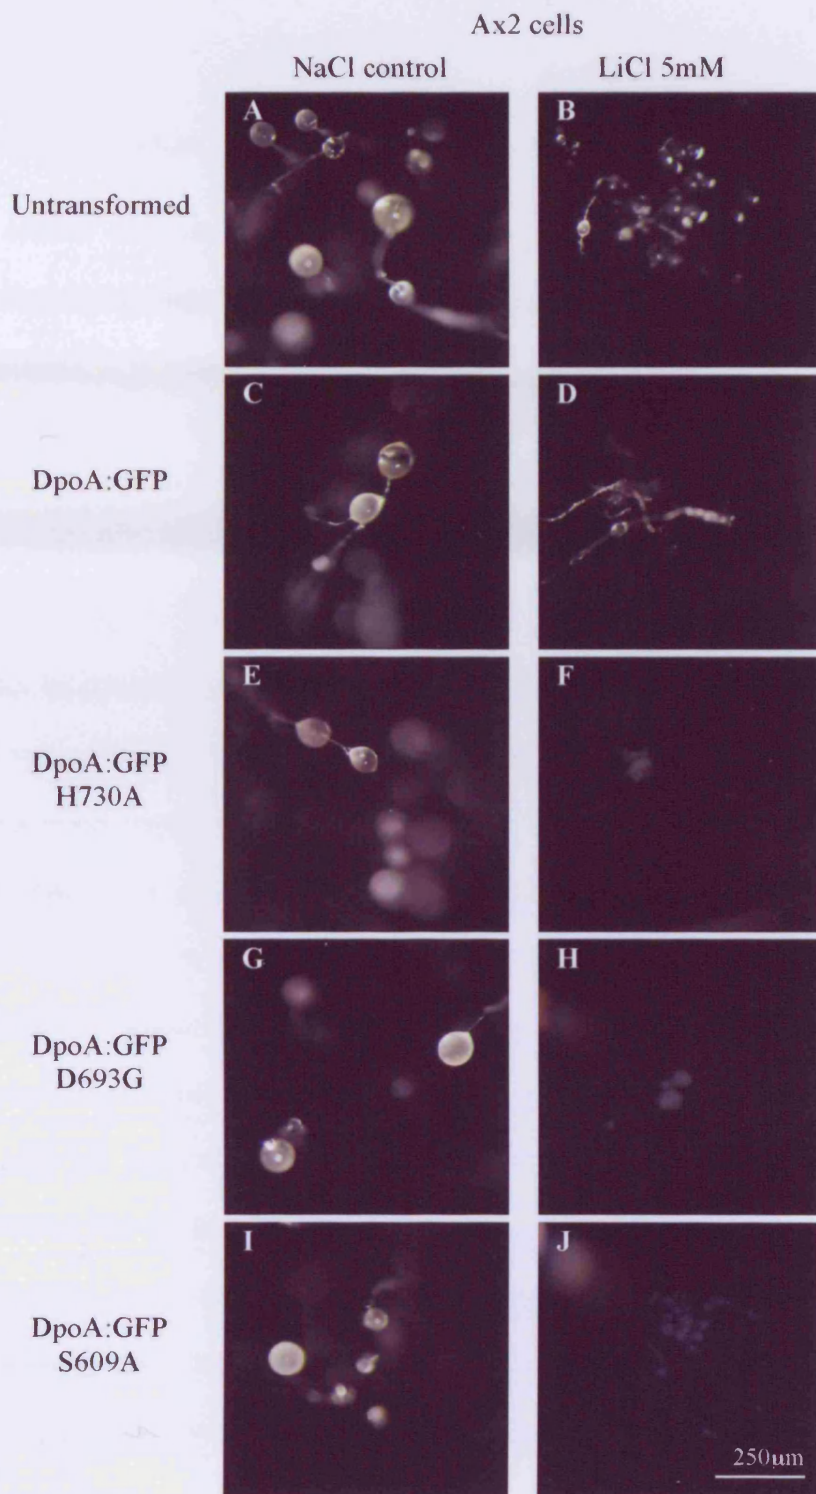 Ax2 cells
NaCl control
LiCl 5mM
A
B
Untransformed
C
D
DpoA:GFP
E
F
DpoA:GFP
H730A
G
H
DpoA:GFP
D693G
I
J
DpoA:GFP
S609A
250µm